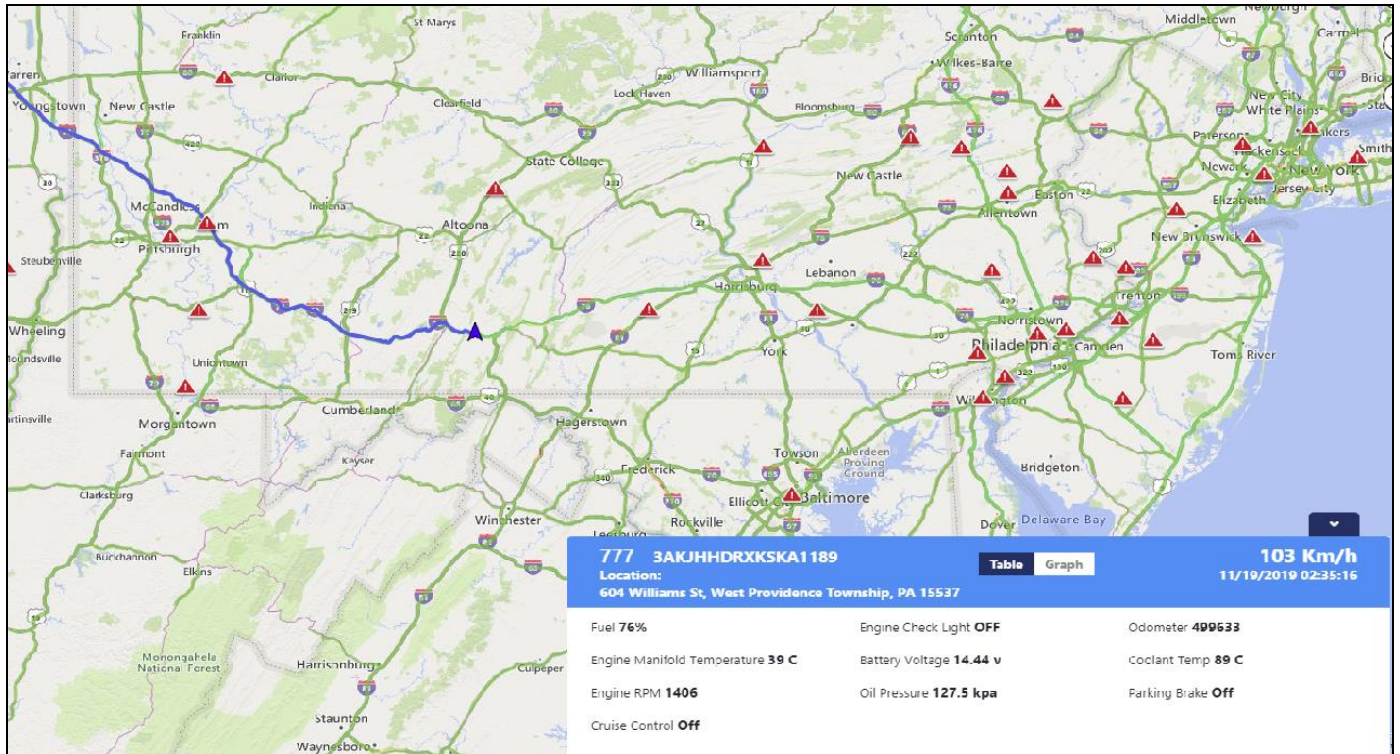 Middletown
St Marys
Franklin
Scranton
Carmel
Wilkes-Barre
Clarion
Williamsport
Youngstown
New Castle
Clearfield
Lock Haven
Bloomsburg
New City
White Plains
State College
Paterson
Hackensack
New York
Newark
Smith
New Castle
Easton
Jersey City
Elizabeth
McCandless
Indiana
Altoona
Allentown
New Brunswick
Pittsburgh
Steubenville
Lebanon
Harrisburg
Trenton
Norristown
Wheeling
Philadelphia
Camden
York
Toms River
Moundsville
Uniontown
Cumberland
Morgantown
Hagerstown
Fairmont
Towson
Aberdeen
Proving
Ground
Keyser
Frederick
Bridgeton
Clarksburg
Ellicott City
Baltimore
Winchester
Rockville
Dover
Delaware Bay
Leesburg
Buckhannon
Elkins
Monongahela
National Forest
Harrisonburg
Culpeper
Staunton
Waynesboro
777 3AKJHHDRXKSKA1189
Table Graph
103 Km/h
Location:
11/19/2019 02:35:16
604 Williams St, West Providence Township, PA 15537
Fuel 76% Engine Check Light OFF Odometer 499633
Engine Manifold Temperature 39 C Battery Voltage 14.44 v Coclant Temp 89 C
Engine RPM 1406 Oil Pressure 127.5 kpa Parking Brake Off
Cruise Control Off